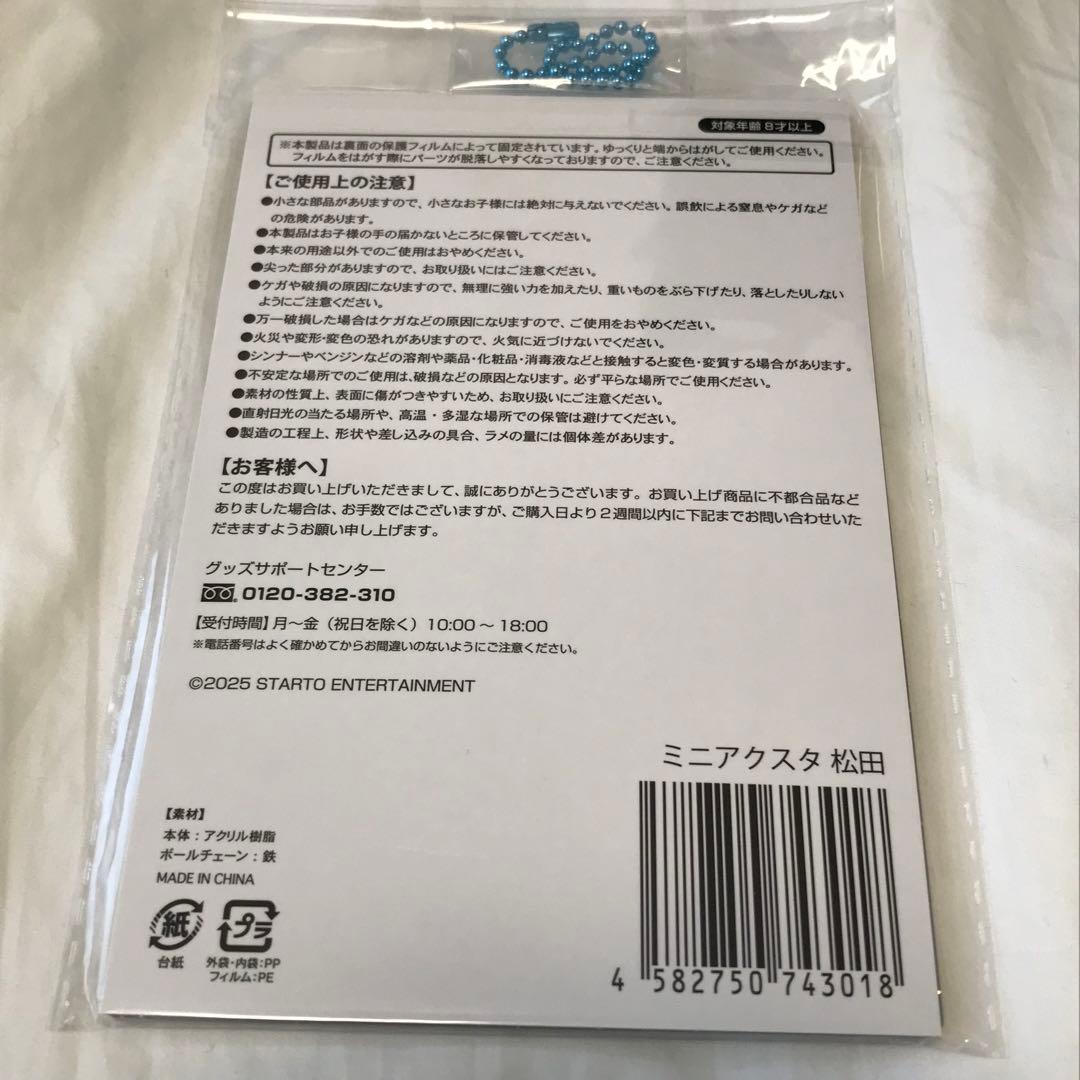 対象年齢 8才以上
※本製品は裏面の保護フィルムによって固定されています。ゆっくりと端からはがしてご使用ください。
フィルムをはがす際にパーツが脱落しやすくなっておりますので、ご注意ください。
【ご使用上の注意】
●小さな部品がありますので、小さなお子様には絶対に与えないでください。誤飲による窒息やケガなど
の危険があります。
●本製品はお子様の手の届かないところに保管してください。
●本来の用途以外でのご使用はおやめください。
●尖った部分がありますので、お取り扱いにはご注意ください。
●ケガや破損の原因になりますので、無理に強い力を加えたり、重いものをぶら下げたり、落としたりしない
ようにご注意ください。
●万一破損した場合はケガなどの原因になりますので、ご使用をおやめください。
●火災や変形・変色の恐れがありますので、火気に近づけないでください。
●シンナーやベンジンなどの溶剤や薬品・化粧品・消毒液などと接触すると変色・変質する場合があります。
●不安定な場所でのご使用は、破損などの原因となります。必ず平らな場所でご使用ください。
●素材の性質上、表面に傷がつきやすいため、お取り扱いにご注意ください。
●直射日光の当たる場所や、高温・多湿な場所での保管は避けてください。
●製造の工程上、形状や差し込みの具合、ラメの量には個体差があります。
【お客様へ】
この度はお買い上げいただきまして、誠にありがとうございます。お買い上げ商品に不都合品など
ありました場合は、お手数ではございますが、ご購入日より2週間以内に下記までお問い合わせいた
だきますようお願い申し上げます。
グッズサポートセンター
0120-382-310
【受付時間】月〜金（祝日を除く）10:00 〜 18:00
※電話番号はよく確かめてからお間違いのないようにご注意ください。
©2025 STARTO ENTERTAINMENT
ミニアクスタ 松田
【素材】
本体：アクリル樹脂
ボールチェーン：鉄
MADE IN CHINA
紙 プラ
台紙 外袋・内袋：PP
フィルム：PE
4 582750 743018